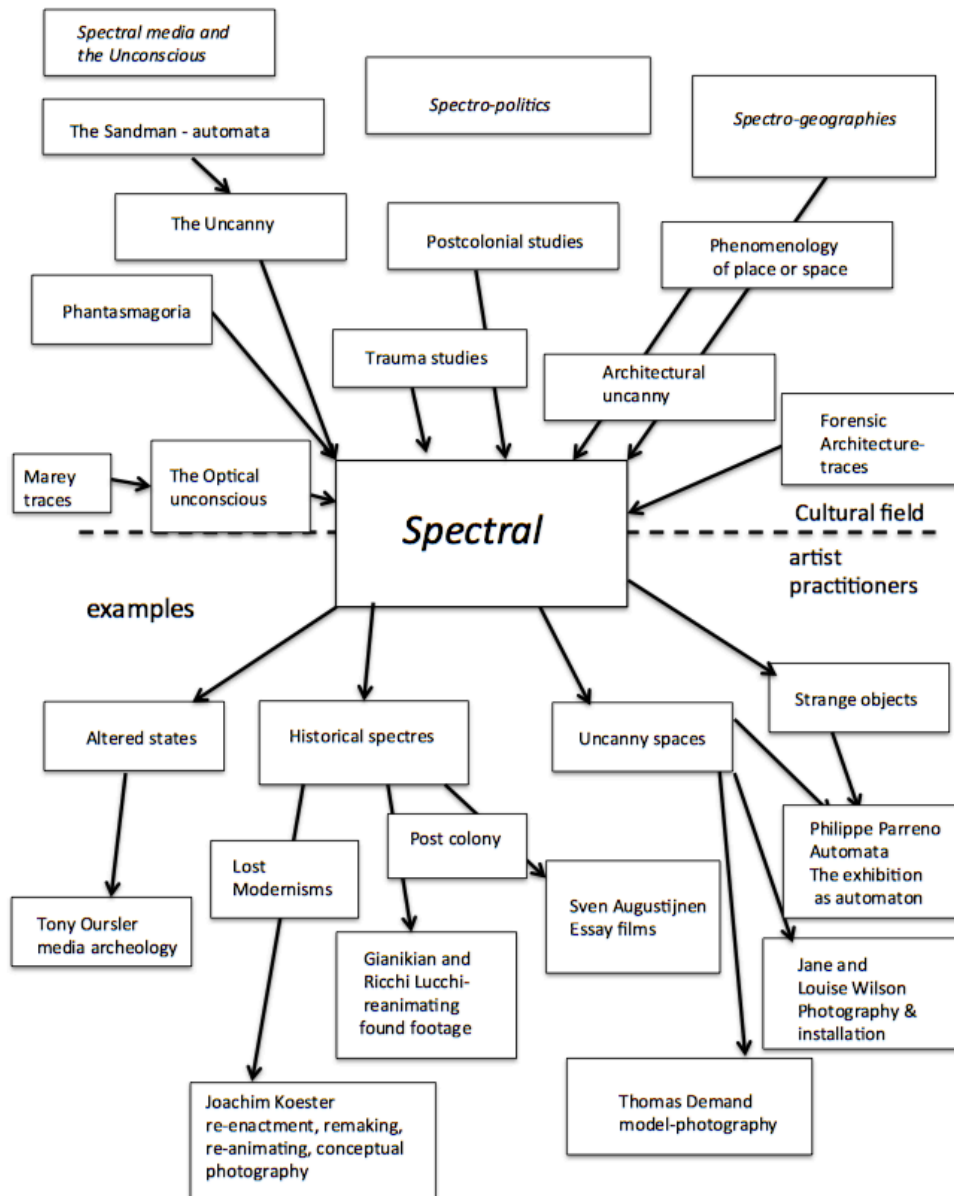 Spectral media and
the Unconscious
Spectro-politics
Spectro-geographies
The Sandman - automata
The Uncanny
Postcolonial studies
Phenomenology
of place or space
Phantasmagoria
Trauma studies
Architectural
uncanny
Forensic
Architecture-
traces
Marey
traces
The Optical
unconscious
Spectral
Cultural field
artist
practitioners
examples
Altered states
Historical spectres
Uncanny spaces
Strange objects
Post colony
Lost
Modernisms
Philippe Parreno
Automata
The exhibition
as automaton
Tony Oursler
media archeology
Sven Augustijnen
Essay films
Gianikian and
Ricchi Lucchi-
reanimating
found footage
Jane and
Louise Wilson
Photography &
installation
Joachim Koester
re-enactment, remaking,
re-animating, conceptual
photography
Thomas Demand
model-photography